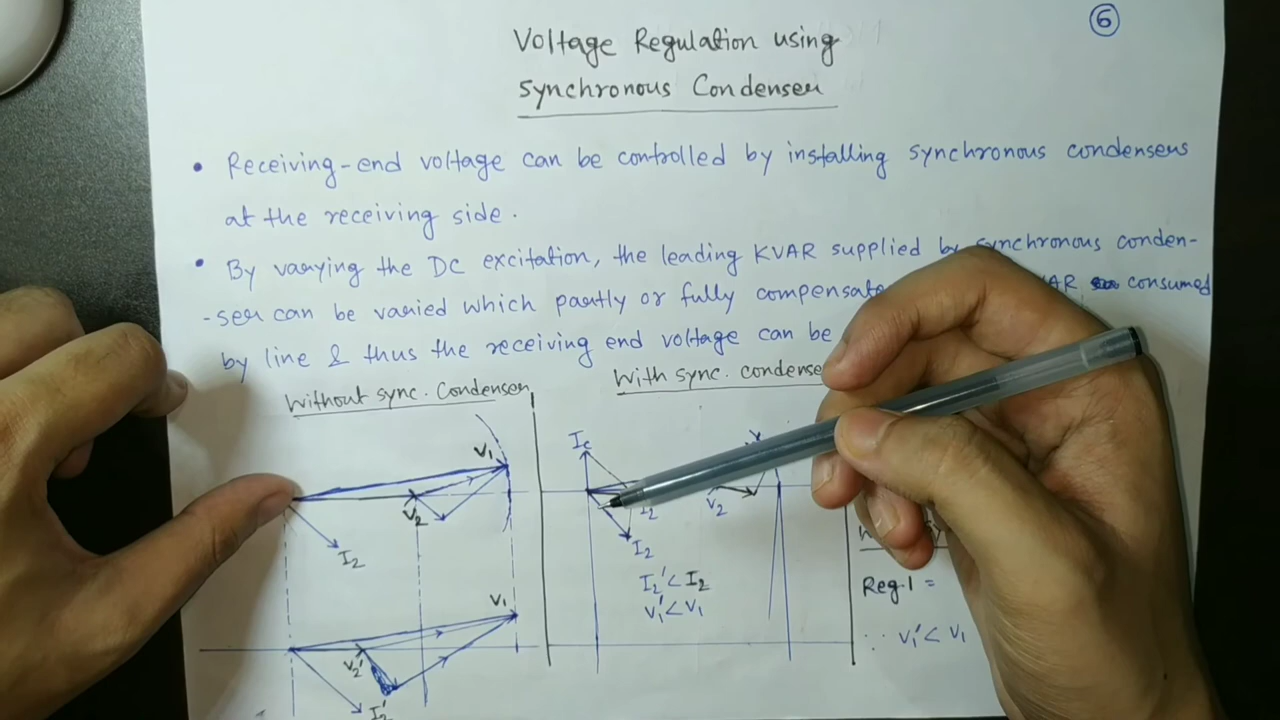 6
Voltage Regulation using
Synchronous Condenser
• Receiving-end voltage can be controlled by installing synchronous condensers
at the receiving side.
• By varying the DC excitation, the leading KVAR supplied by synchronous conden-
-ser can be varied which partly or fully compensate AR consumed
by line & thus the receiving end voltage can be
Without sync. Condenser
With sync. condense
V1
V2
I2
V1
V2'
I2'
Ic
I2
V2
I2
I2' < I2
V1' < V1
Reg.1 =
∴ V1' < V1